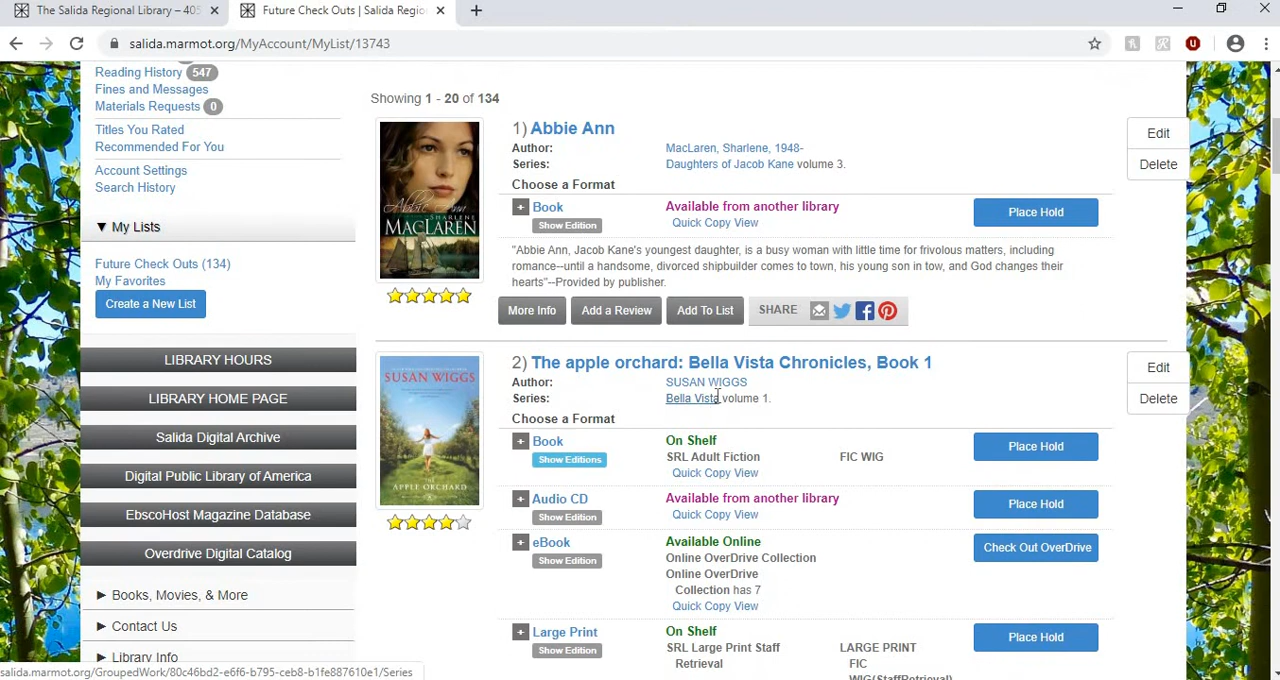 The Salida Regional Library – 405
Future Check Outs | Salida Regio
salida.marmot.org/MyAccount/MyList/13743
Reading History 547
Fines and Messages
Materials Requests 0
Titles You Rated
Recommended For You
Account Settings
Search History
▼ My Lists
Future Check Outs (134)
My Favorites
Create a New List
LIBRARY HOURS
LIBRARY HOME PAGE
Salida Digital Archive
Digital Public Library of America
EbscoHost Magazine Database
Overdrive Digital Catalog
► Books, Movies, & More
► Contact Us
► Library Info
Showing 1 - 20 of 134
Abbie Ann
SHARLENE
MACLAREN
1) Abbie Ann
Author: MacLaren, Sharlene, 1948-
Series: Daughters of Jacob Kane volume 3.
Choose a Format
+ Book Available from another library Place Hold
Show Edition Quick Copy View
"Abbie Ann, Jacob Kane's youngest daughter, is a busy woman with little time for frivolous matters, including
romance--until a handsome, divorced shipbuilder comes to town, his young son in tow, and God changes their
hearts"--Provided by publisher.
More Info Add a Review Add To List SHARE
Edit
Delete
SUSAN WIGGS
THE
APPLE ORCHARD
2) The apple orchard: Bella Vista Chronicles, Book 1
Author: SUSAN WIGGS
Series: Bella Vista volume 1.
Choose a Format
+ Book On Shelf Place Hold
Show Editions SRL Adult Fiction FIC WIG
Quick Copy View
+ Audio CD Available from another library Place Hold
Show Edition Quick Copy View
+ eBook Available Online Check Out OverDrive
Show Edition Online OverDrive Collection
Online OverDrive
Collection has 7
Quick Copy View
+ Large Print On Shelf Place Hold
Show Edition SRL Large Print Staff LARGE PRINT
Retrieval FIC
WIG(StaffRetrieval)
Edit
Delete
salida.marmot.org/GroupedWork/80c46bd2-e6f6-b795-ceb8-b1fe887610e1/Series